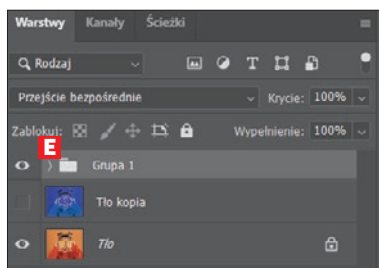 Warstwy Kanały Ścieżki
Rodzaj
Przejście bezpośrednie Krycie: 100%
Zablokuj: Wypełnienie: 100%
E
Grupa 1
Tło kopia
Tło